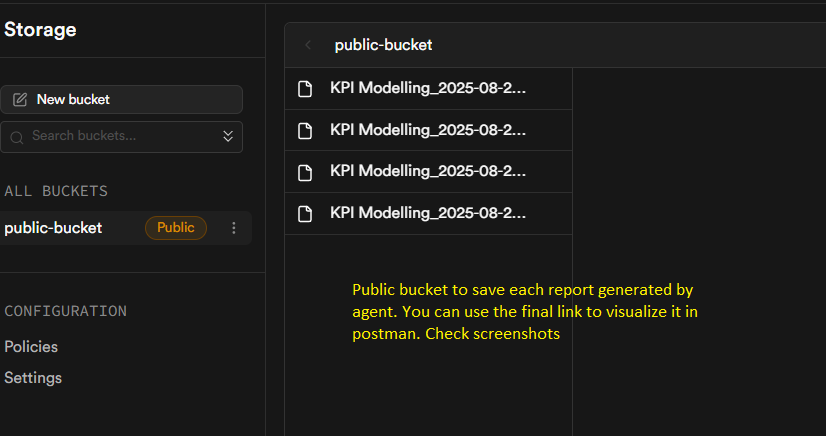 Storage
New bucket
Search buckets...
ALL BUCKETS
public-bucket
Public
CONFIGURATION
Policies
Settings
public-bucket
KPI Modelling_2025-08-2...
KPI Modelling_2025-08-2...
KPI Modelling_2025-08-2...
KPI Modelling_2025-08-2...
Public bucket to save each report generated by
agent. You can use the final link to visualize it in
postman. Check screenshots